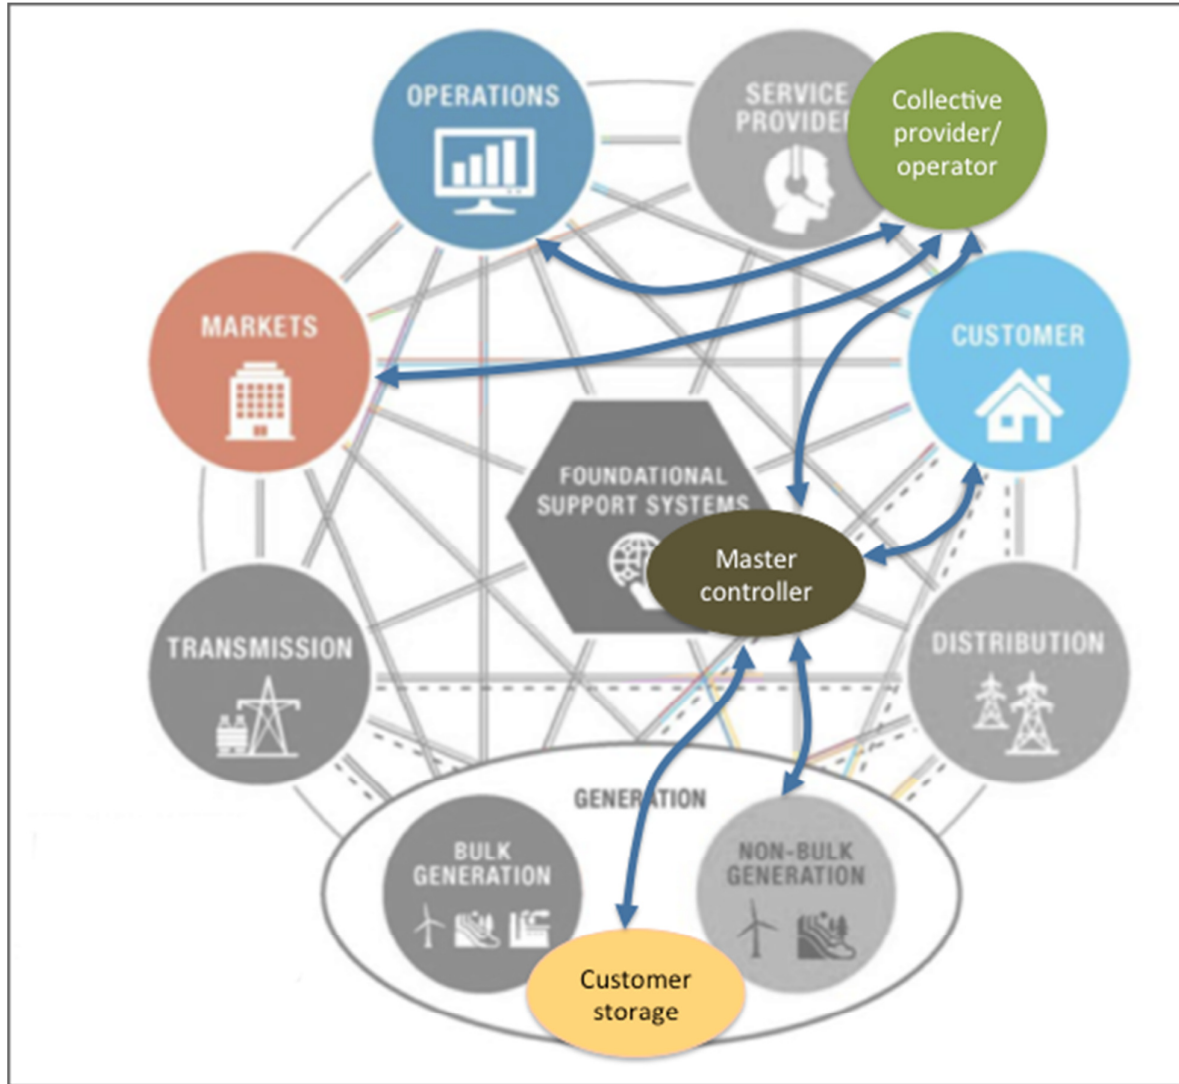 OPERATIONS
SERVICE
PROVIDER
Collective
provider/
operator
MARKETS
CUSTOMER
FOUNDATIONAL
SUPPORT SYSTEMS
Master
controller
TRANSMISSION
DISTRIBUTION
GENERATION
BULK
GENERATION
NON-BULK
GENERATION
Customer
storage